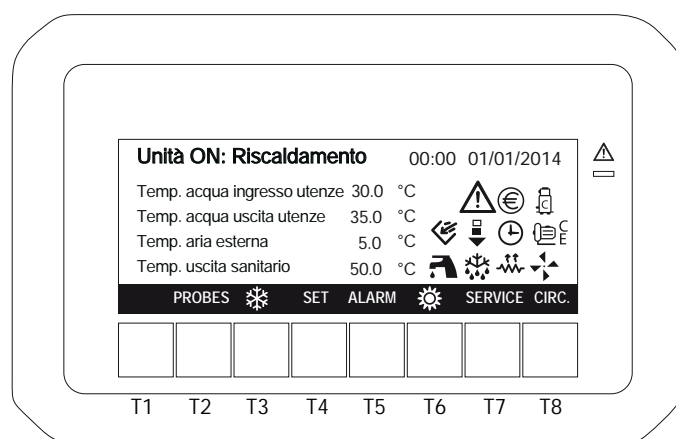 Unità ON: Riscaldamento 00:00 01/01/2014
Temp. acqua ingresso utenze 30.0 °C
Temp. acqua uscita utenze 35.0 °C
Temp. aria esterna 5.0 °C
Temp. uscita sanitario 50.0 °C
€ C
C
E
PROBES SET ALARM SERVICE CIRC.
T1 T2 T3 T4 T5 T6 T7 T8